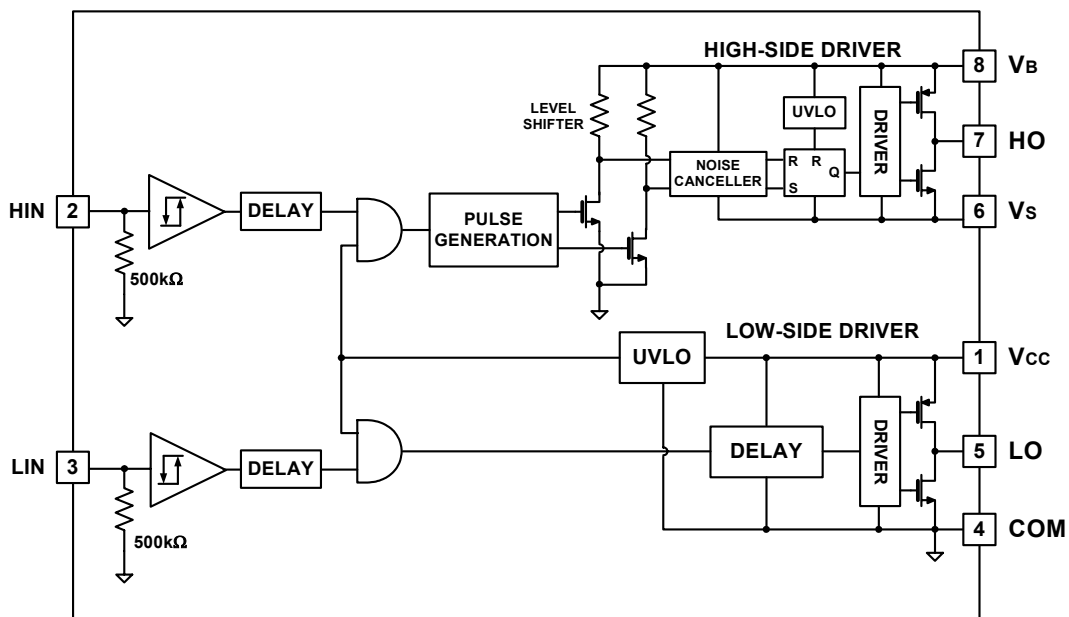 HIGH-SIDE DRIVER
8 VB
LEVEL
SHIFTER
UVLO
DRIVER
7 HO
NOISE
CANCELLER
R R
S Q
HIN 2
DELAY
PULSE
GENERATION
6 VS
500kΩ
LOW-SIDE DRIVER
UVLO
1 VCC
DRIVER
LIN 3
DELAY
DELAY
5 LO
500kΩ
4 COM